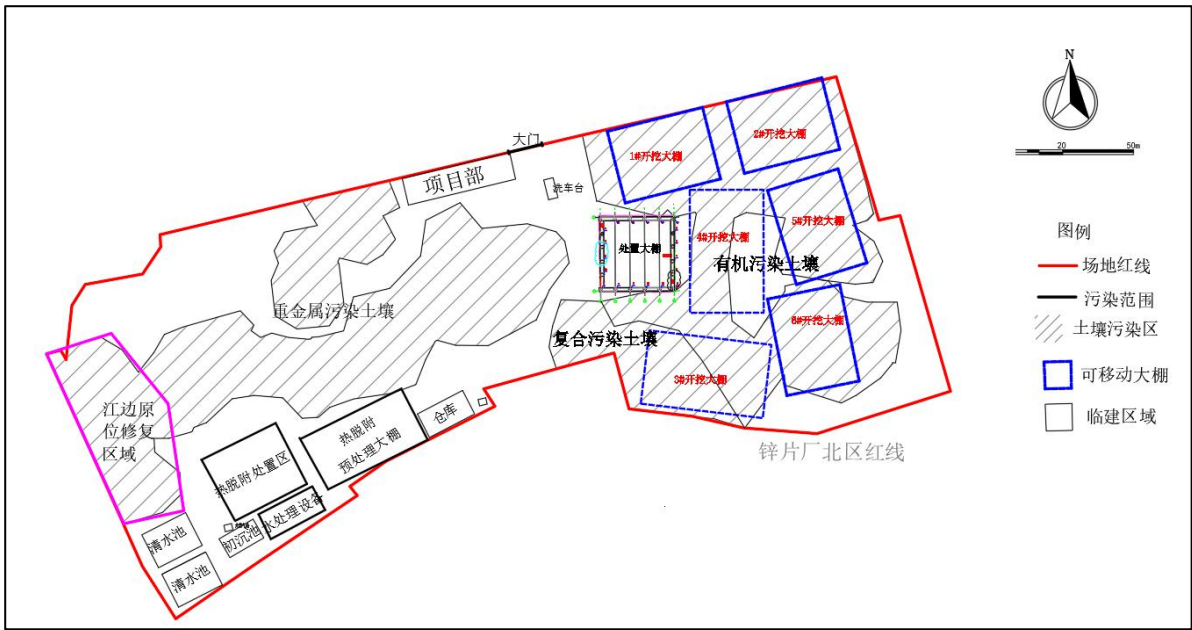 N
20
50m
大门
项目部
洗车台
1#开挖大棚
2#开挖大棚
处置大棚
4#开挖大棚
5#开挖大棚
有机污染土壤
图例
场地红线
污染范围
土壤污染区
可移动大棚
临建区域
重金属污染土壤
复合污染土壤
6#开挖大棚
3#开挖大棚
锌片厂北区红线
江边原
位修复
区域
热脱附
预处理大棚
仓库
热脱附处置区
水处理设备
初沉池
清水池
清水池